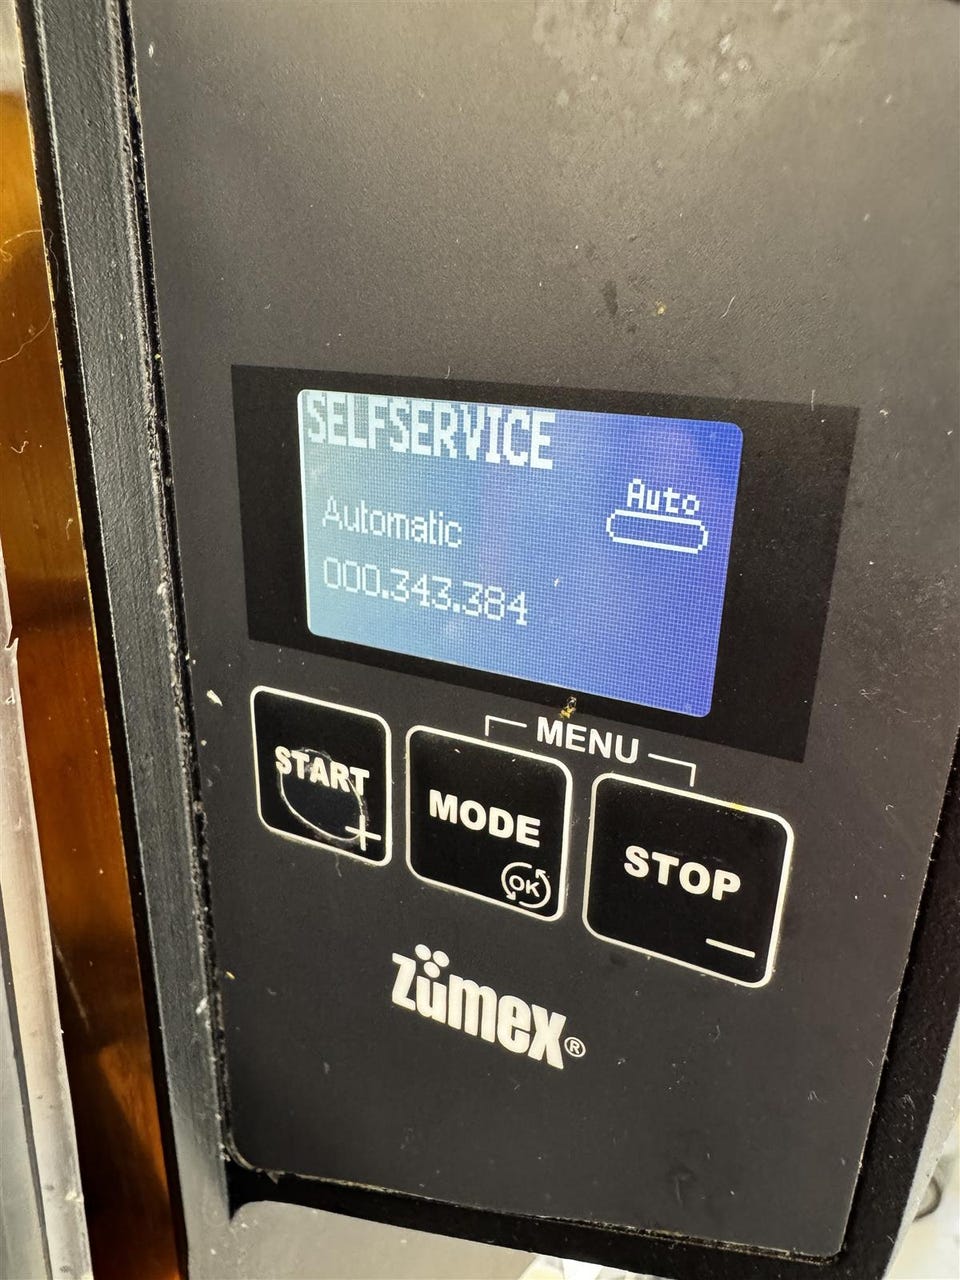 SELFSERVICE
Auto
Automatic
000.343.384
MENU
START
+
MODE
OK
STOP
—
zümex®